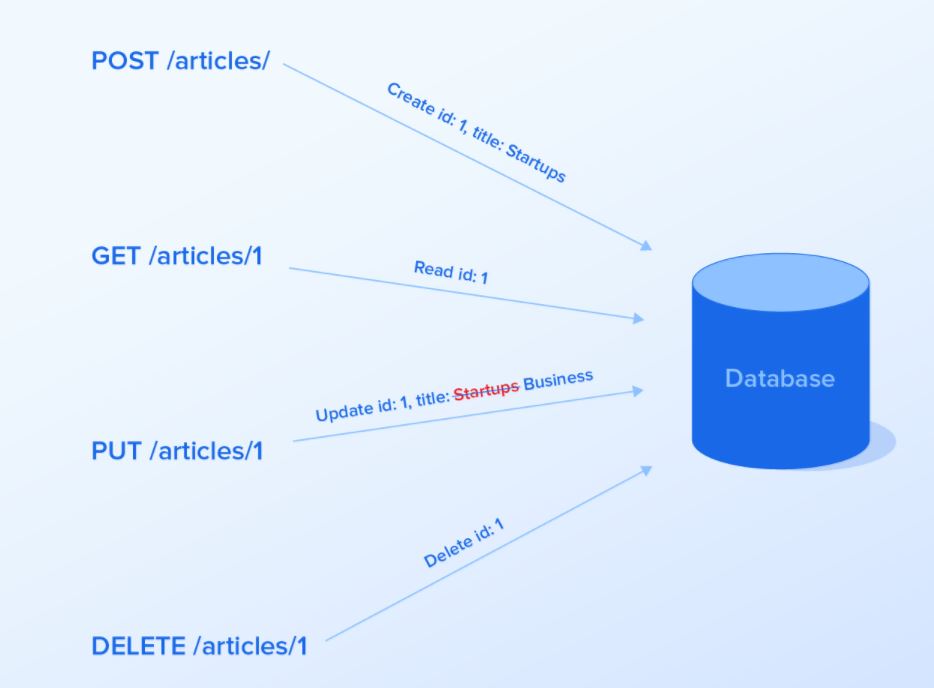 POST /articles/
Create id: 1, title: Startups
GET /articles/1
Read id: 1
Update id: 1, title: Startups Business
PUT /articles/1
Database
Delete id: 1
DELETE /articles/1